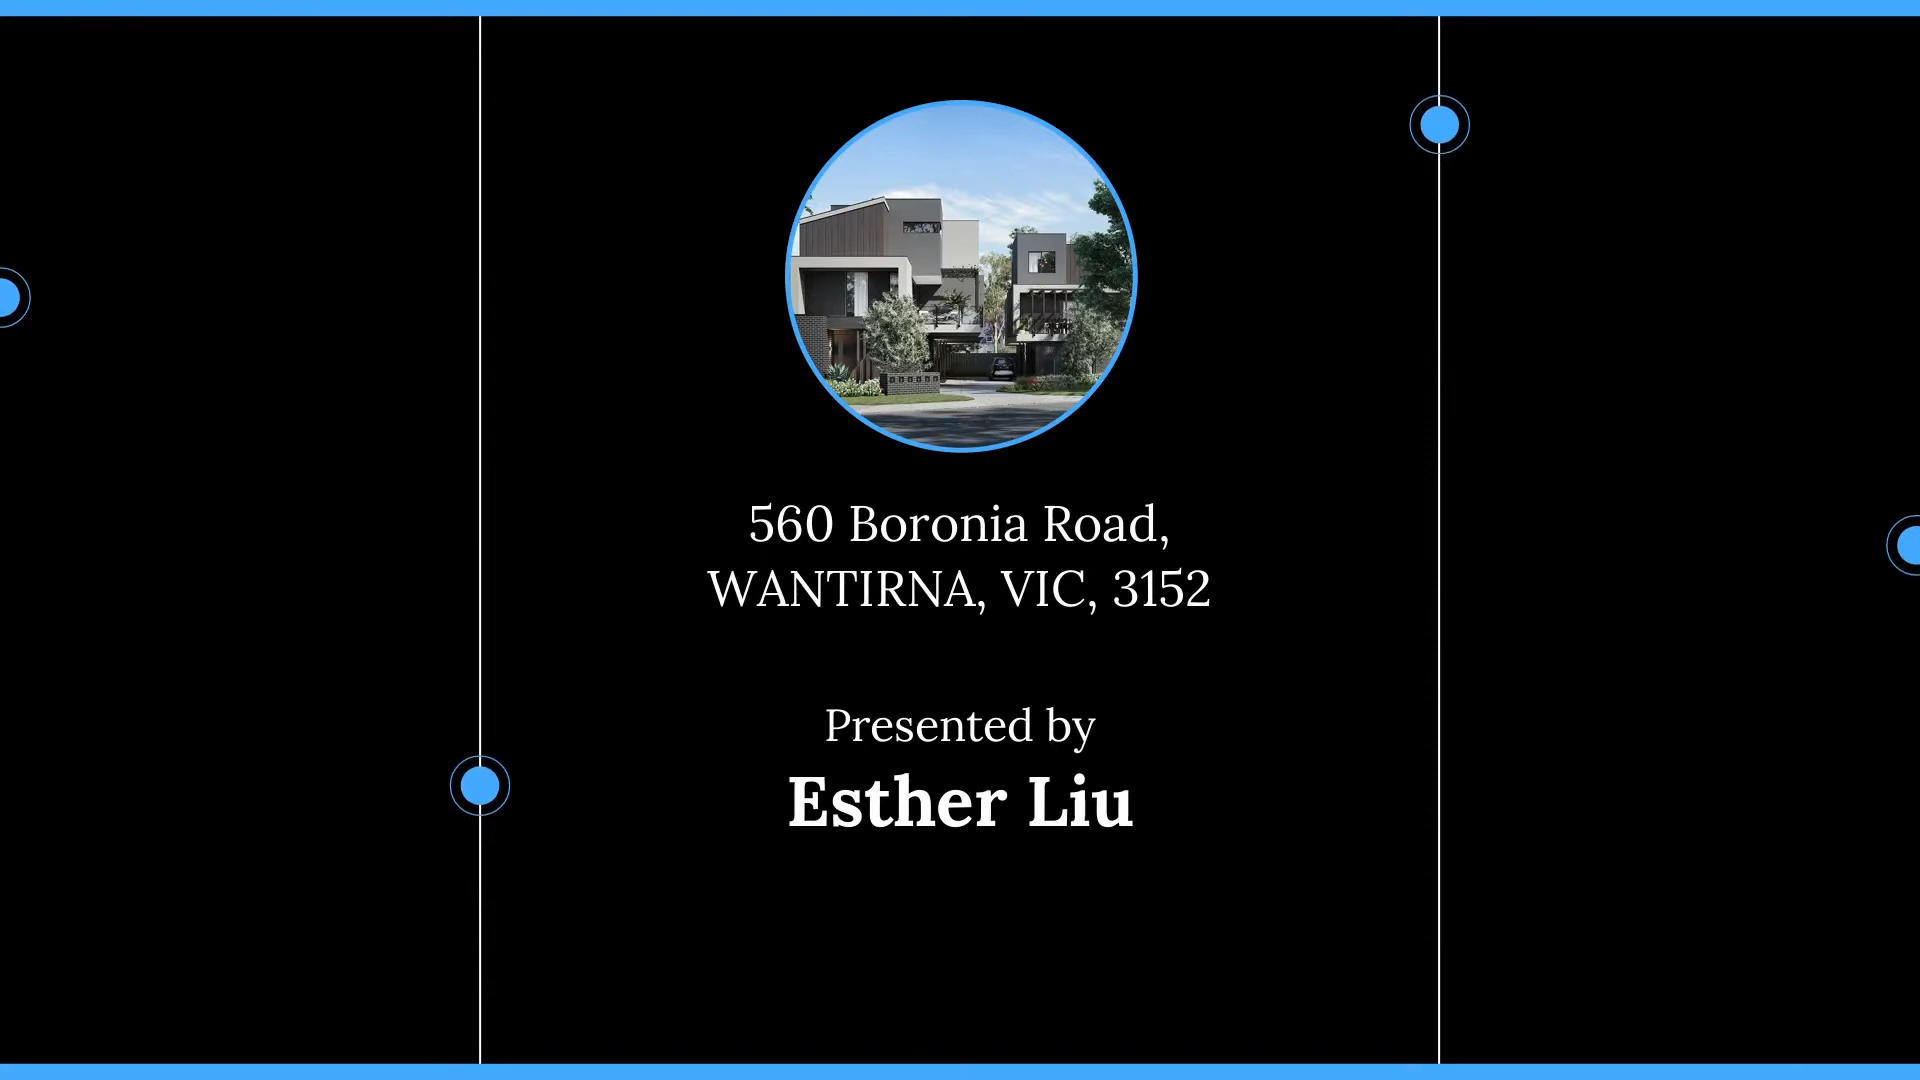 560 Boronia Road,
WANTIRNA, VIC, 3152
Presented by
Esther Liu